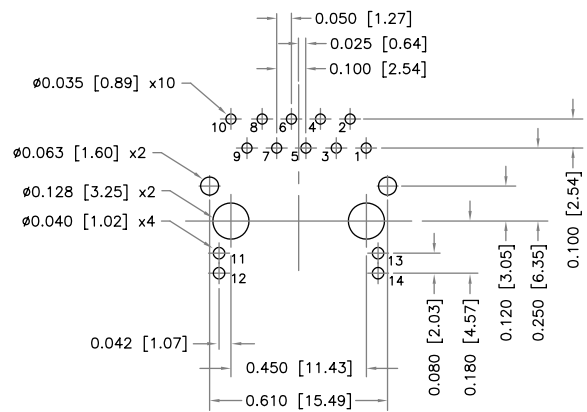 0.050 [1.27]
0.025 [0.64]
0.100 [2.54]
ø0.035 [0.89] x10
10 8 6 4 2
9 7 5 3 1
ø0.063 [1.60] x2
ø0.128 [3.25] x2
ø0.040 [1.02] x4
11 13
12 14
0.042 [1.07]
0.450 [11.43]
0.610 [15.49]
0.080 [2.03]
0.180 [4.57]
0.120 [3.05]
0.250 [6.35]
0.100 [2.54]